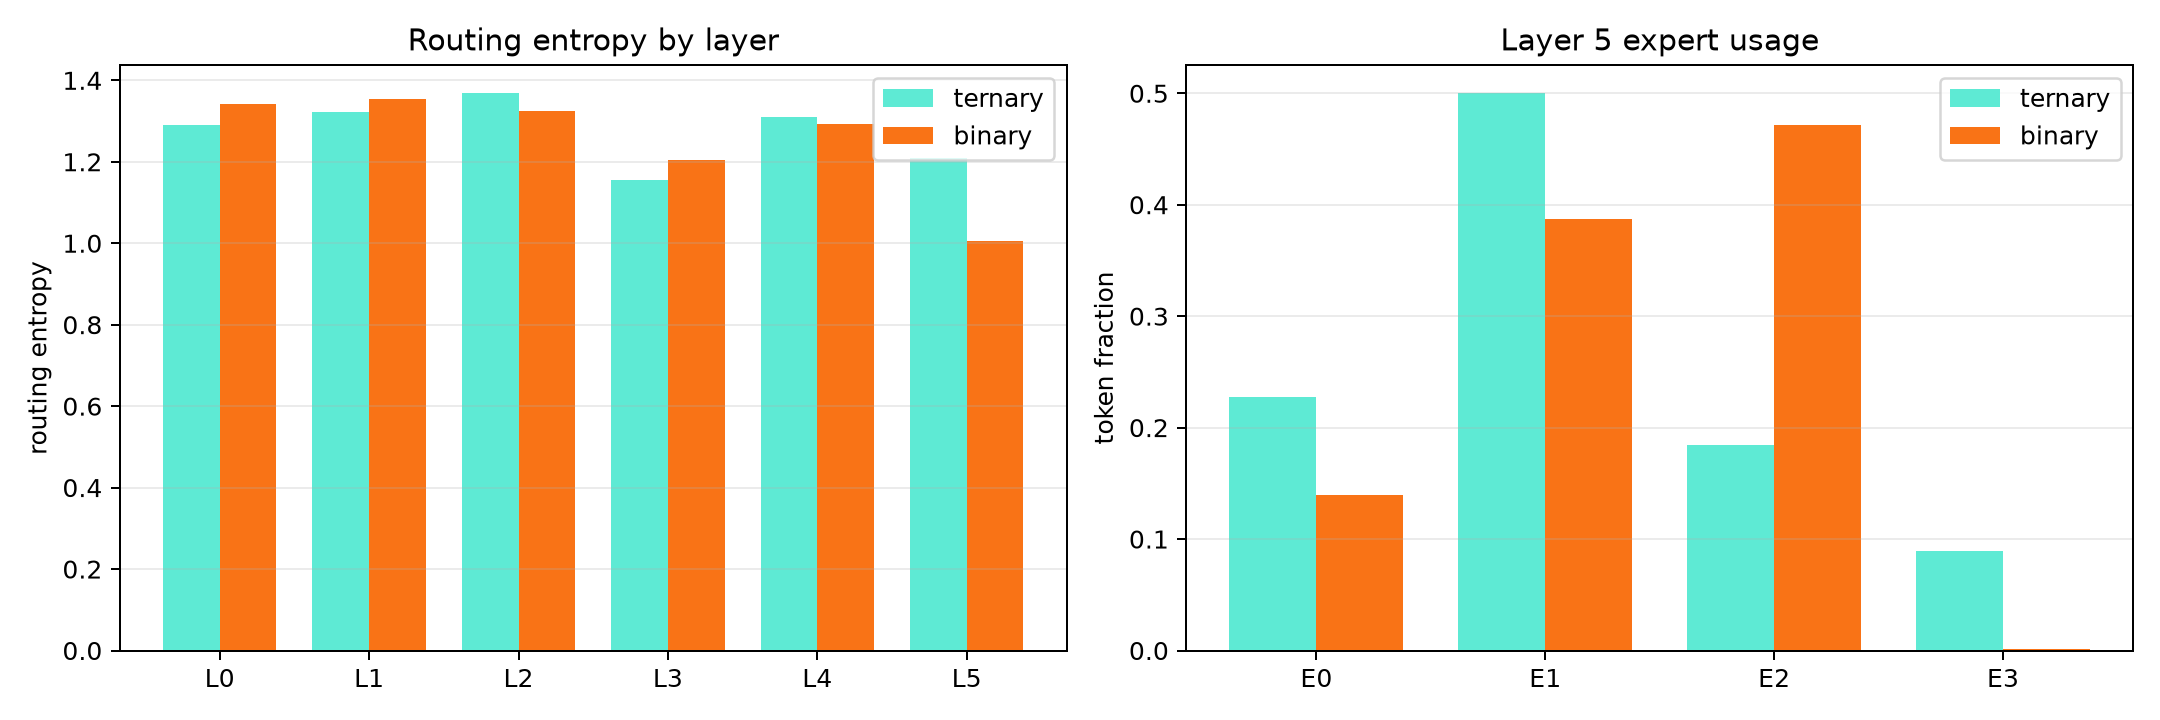 Routing entropy by layer
1.4
1.2
1.0
0.8
0.6
0.4
0.2
0.0
routing entropy
ternary
binary
L0 L1 L2 L3 L4 L5
Layer 5 expert usage
0.5
0.4
0.3
0.2
0.1
0.0
token fraction
ternary
binary
E0 E1 E2 E3